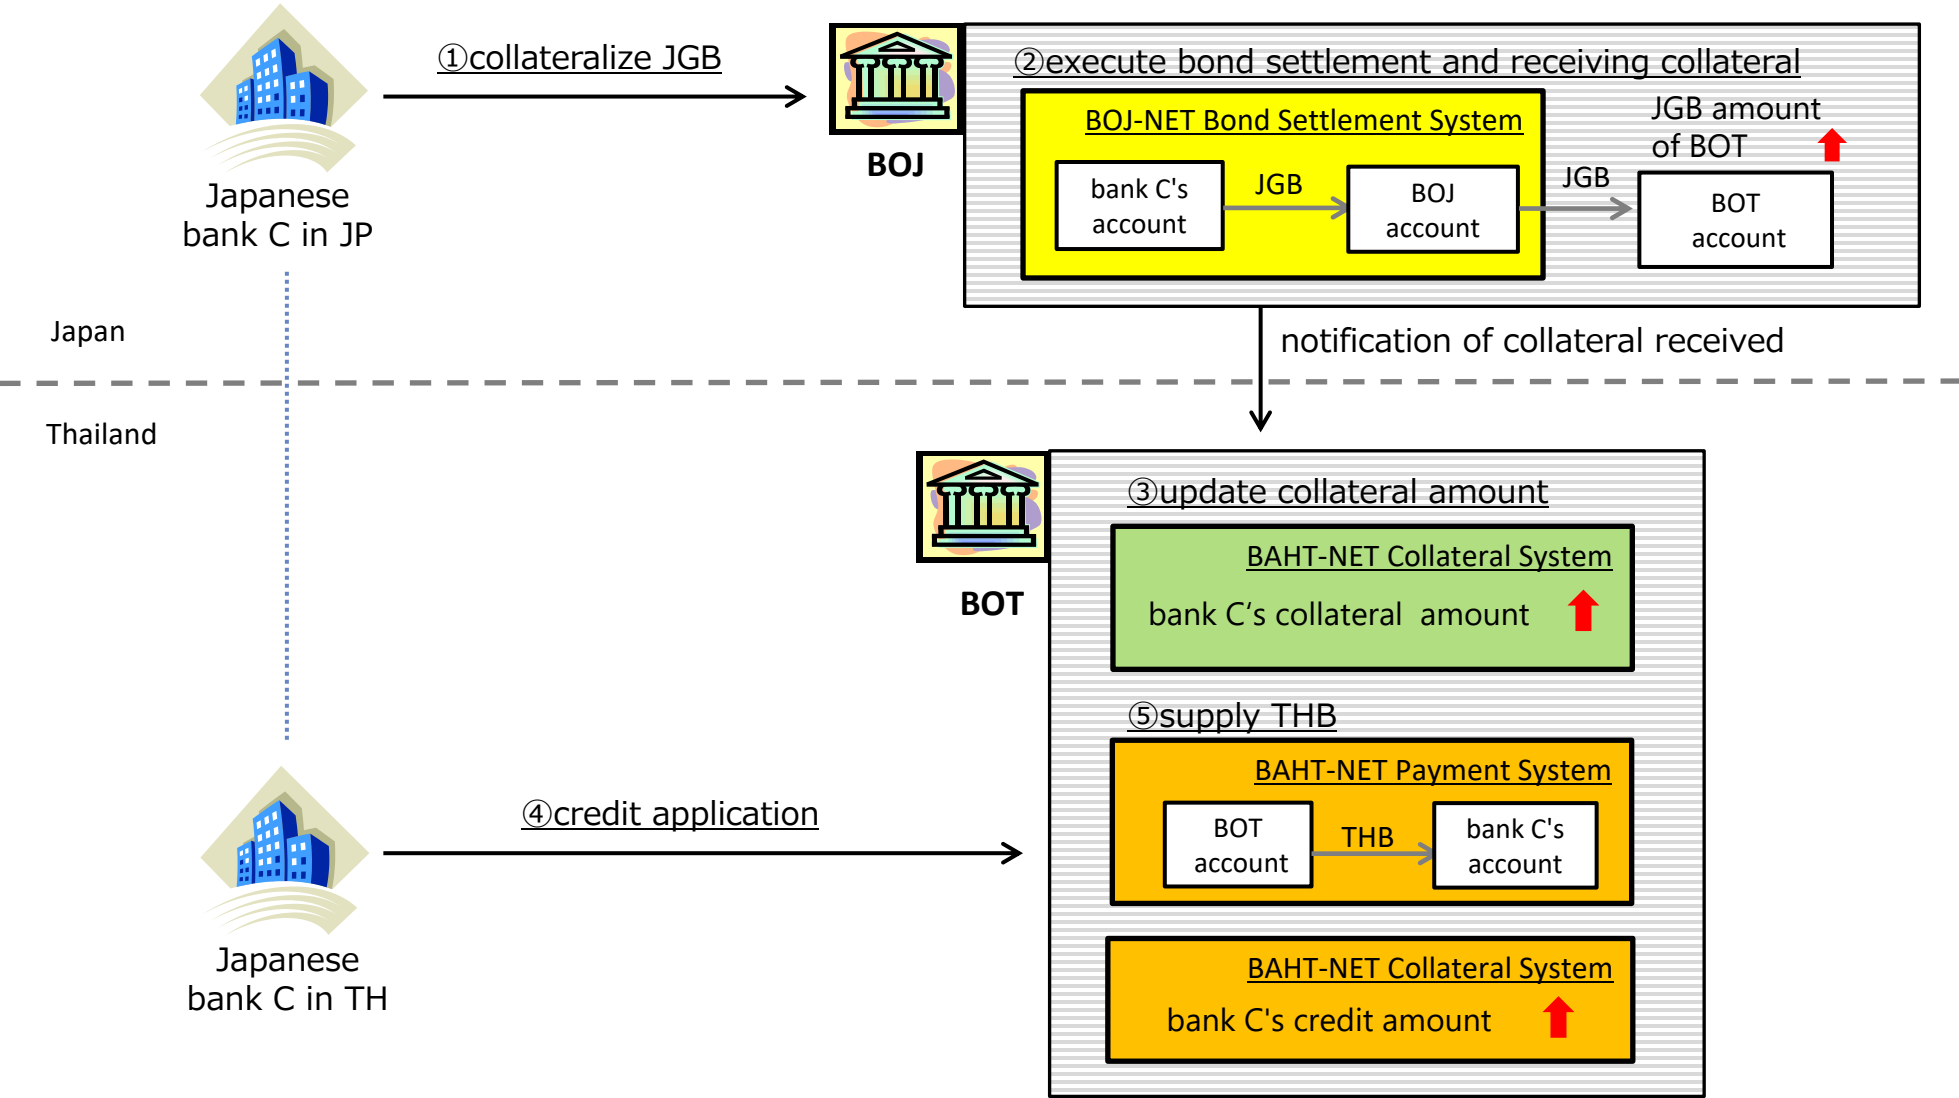 ①collateralize JGB
BOJ
Japanese
bank C in JP
②execute bond settlement and receiving collateral
BOJ-NET Bond Settlement System
bank C's
account
JGB
BOJ
account
JGB
JGB amount
of BOT
BOT
account
Japan
notification of collateral received
Thailand
BOT
③update collateral amount
BAHT-NET Collateral System
bank C‘s collateral  amount
⑤supply THB
BAHT-NET Payment System
BOT
account
THB
bank C's
account
④credit application
Japanese
bank C in TH
BAHT-NET Collateral System
bank C's credit amount